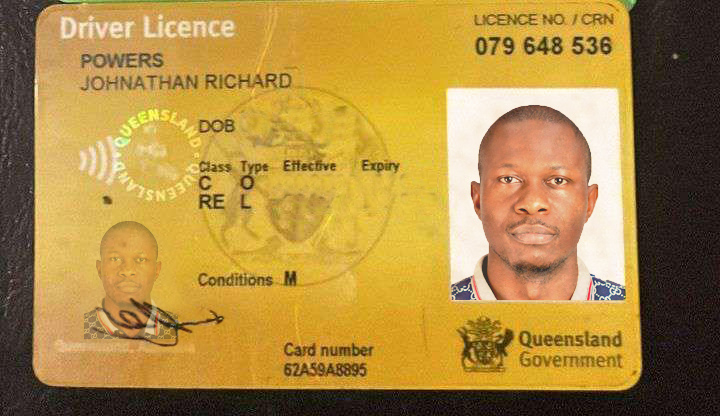 Driver Licence
LICENCE NO. / CRN
079 648 536
POWERS
JOHNATHAN RICHARD
QUEENSLAND QUEENSLAND
DOB
Class Type Effective Expiry
C O
RE L
Conditions M
Card number
62A59A8895
Queensland
Government